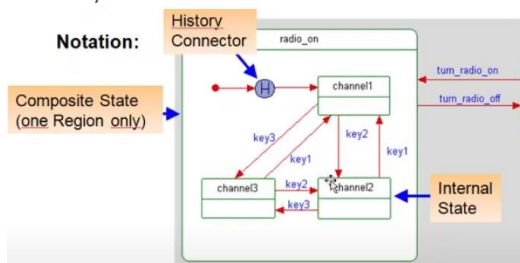 History
Connector
Notation:
radio_on
H
channel1
turn_radio_on
turn_radio_off
Composite State
(one Region only)
key3
key2
key1
key1
channel3
key2
channel2
key3
Internal
State